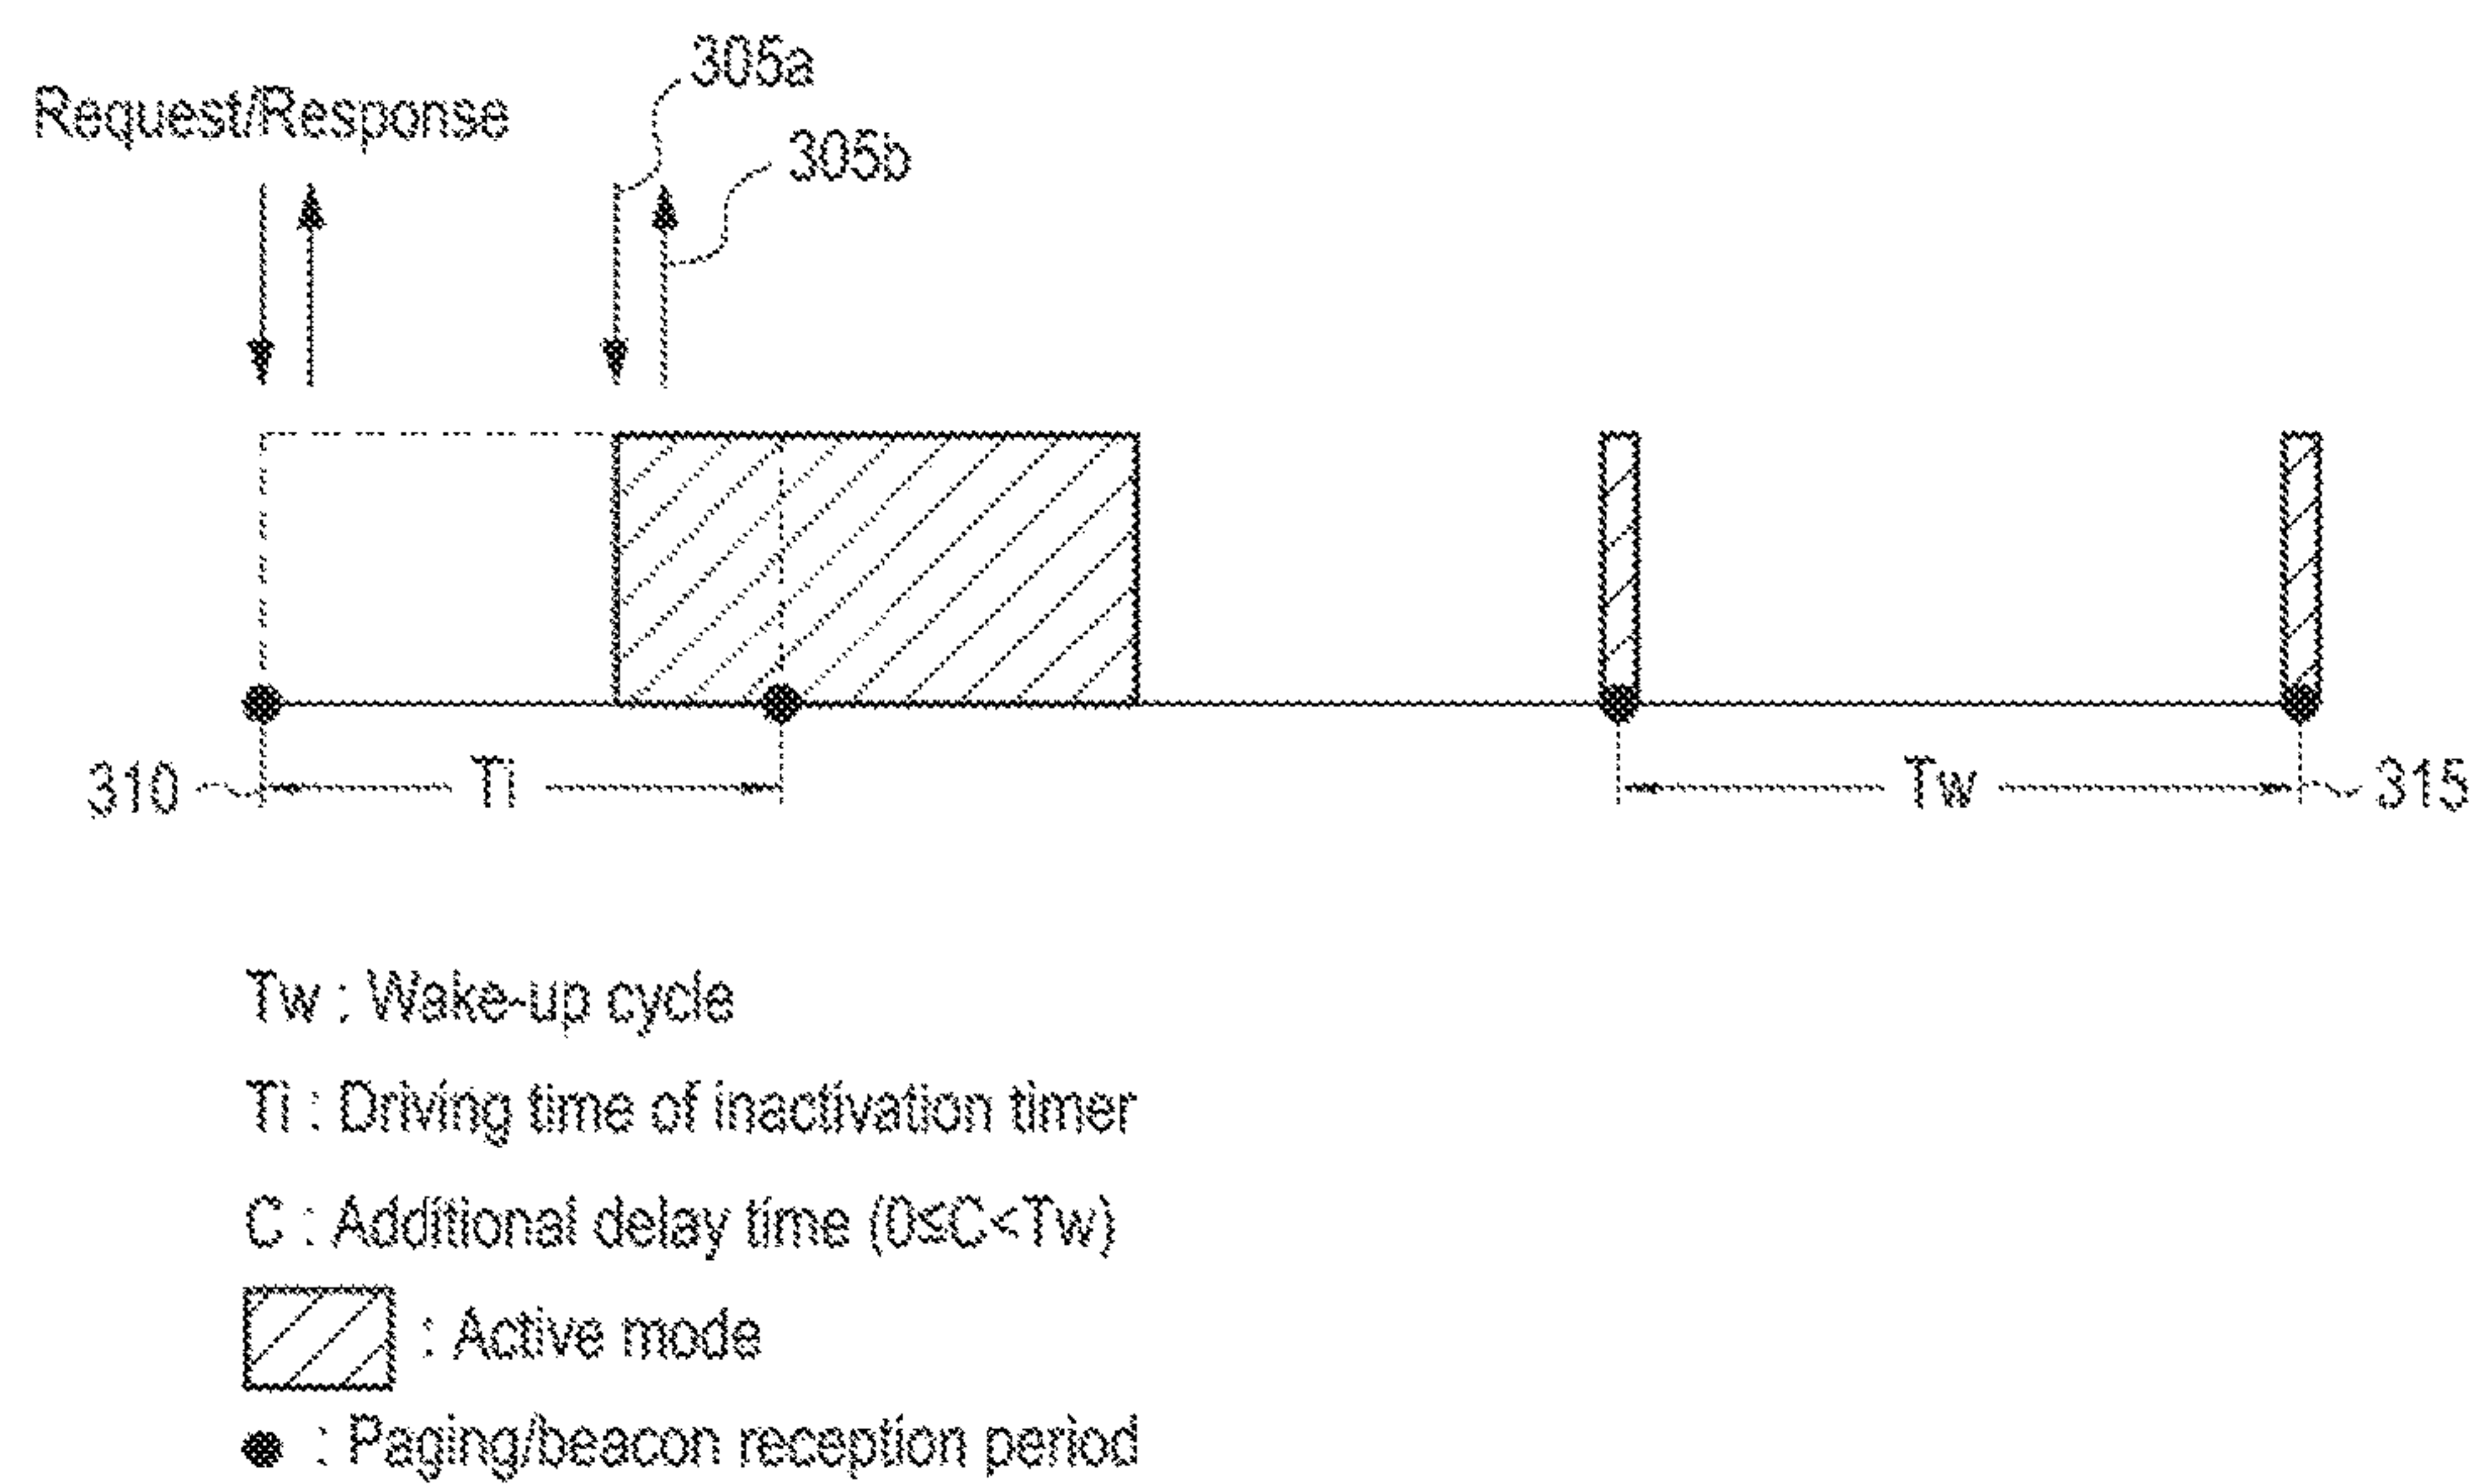 305a
Request/Response
305b
310
Ti
Tw
315
Tw : Wake-up cycle
Ti : Driving time of inactivation timer
C : Additional delay time (0≤C<Tw)
: Active mode
: Paging/beacon reception period